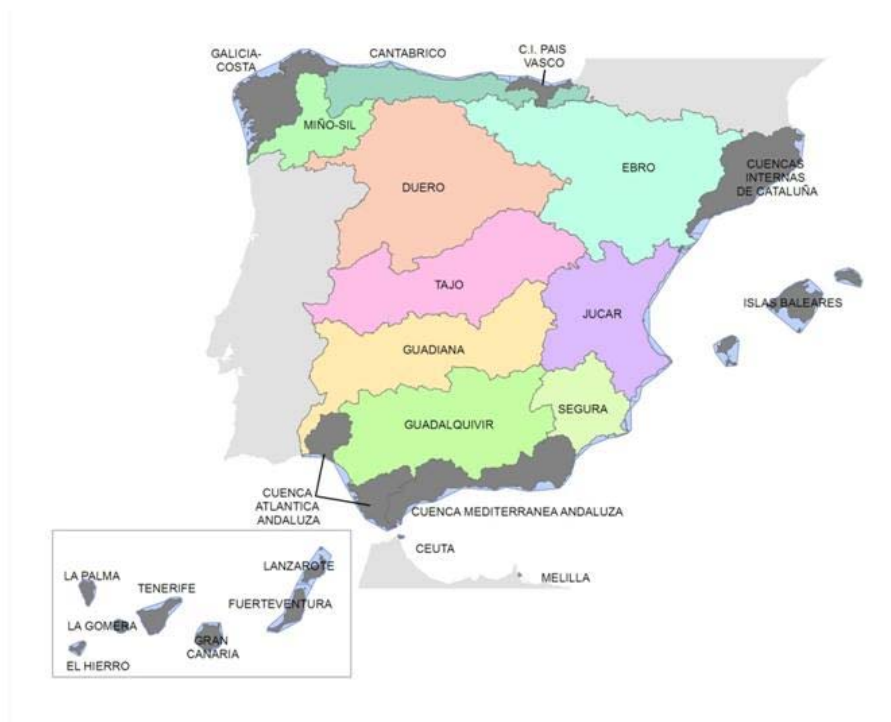 GALICIA-
COSTA
CANTABRICO
C.I. PAIS
VASCO
MIÑO-SIL
DUERO
EBRO
CUENCAS
INTERNAS
DE CATALUÑA
TAJO
JUCAR
ISLAS BALEARES
GUADIANA
SEGURA
GUADALQUIVIR
CUENCA
ATLANTICA
ANDALUZA
CUENCA MEDITERRANEA ANDALUZA
CEUTA
MELILLA
LA PALMA
TENERIFE
LANZAROTE
FUERTEVENTURA
LA GOMERA
GRAN
CANARIA
EL HIERRO